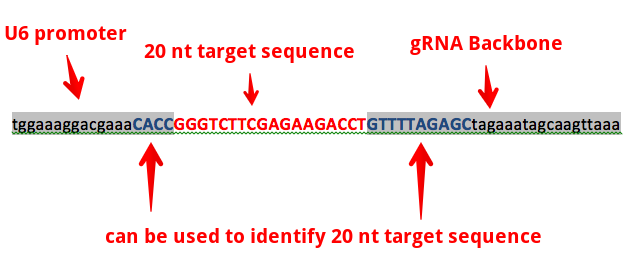 U6 promoter
20 nt target sequence
gRNA Backbone
tggaaaggacgaaaCACCGGGTCTTCGAGAAGACCTGTTTTAGAGCtagaaatagcaagttaaa
can be used to identify 20 nt target sequence